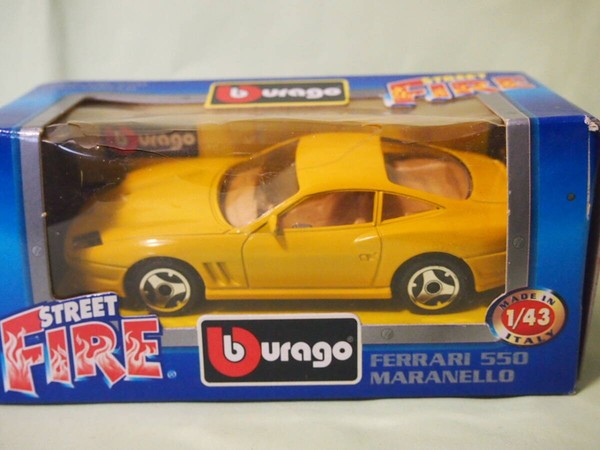 burago
STREET
FIRE
burago
STREET
FIRE
burago
FERRARI 550
MARANELLO
MADE IN
1/43
ITALY